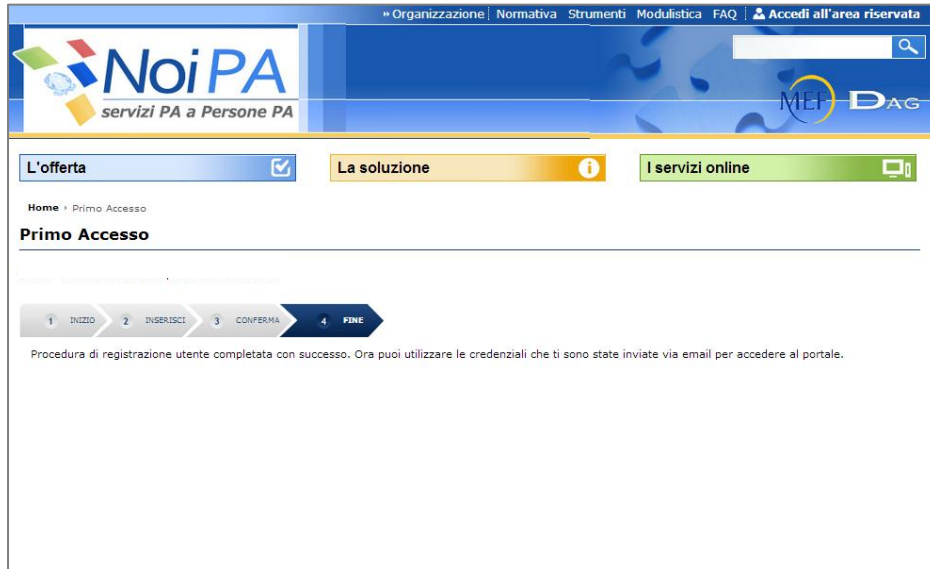 » Organizzazione Normativa Strumenti Modulistica FAQ Accedi all'area riservata
NoiPA
servizi PA a Persone PA
MEF DAG
L'offerta La soluzione I servizi online
Home › Primo Accesso
Primo Accesso
1 INIZIO 2 INSERISCI 3 CONFERMA 4 FINE
Procedura di registrazione utente completata con successo. Ora puoi utilizzare le credenziali che ti sono state inviate via email per accedere al portale.